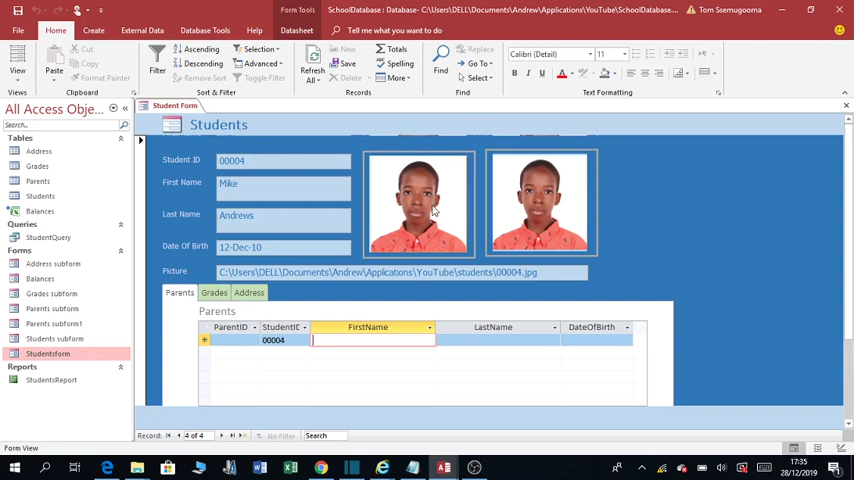 Form Tools
SchoolDatabase : Database- C:\Users\DELL\Documents\Andrew\Applications\YouTube\SchoolDatabase....
Tom Ssemugooma
File
Home
Create
External Data
Database Tools
Help
Datasheet
Tell me what you want to do
View
Paste
Cut
Copy
Format Painter
Filter
Ascending
Descending
Remove Sort
Selection
Advanced
Toggle Filter
Refresh All
New
Save
Delete
Totals
Spelling
More
Find
Replace
Go To
Select
Calibri (Detail)
11
B I U
Views
Clipboard
Sort & Filter
Records
Find
Text Formatting
All Access Obje...
Search...
Tables
Address
Grades
Parents
Students
Balances
Queries
StudentQuery
Forms
Address subform
Balances
Grades subform
Parents subform
Parents subform1
Students subform
Studentsform
Reports
StudentsReport
Student Form
Students
Student ID
00004
First Name
Mike
Last Name
Andrews
Date Of Birth
12-Dec-10
Picture
C:\Users\DELL\Documents\Andrew\Applications\YouTube\students\00004.jpg
Parents
Grades
Address
Parents
ParentID
StudentID
FirstName
LastName
DateOfBirth
00004
Record:
4 of 4
No Filter
Search
Form View
17:35
28/12/2019